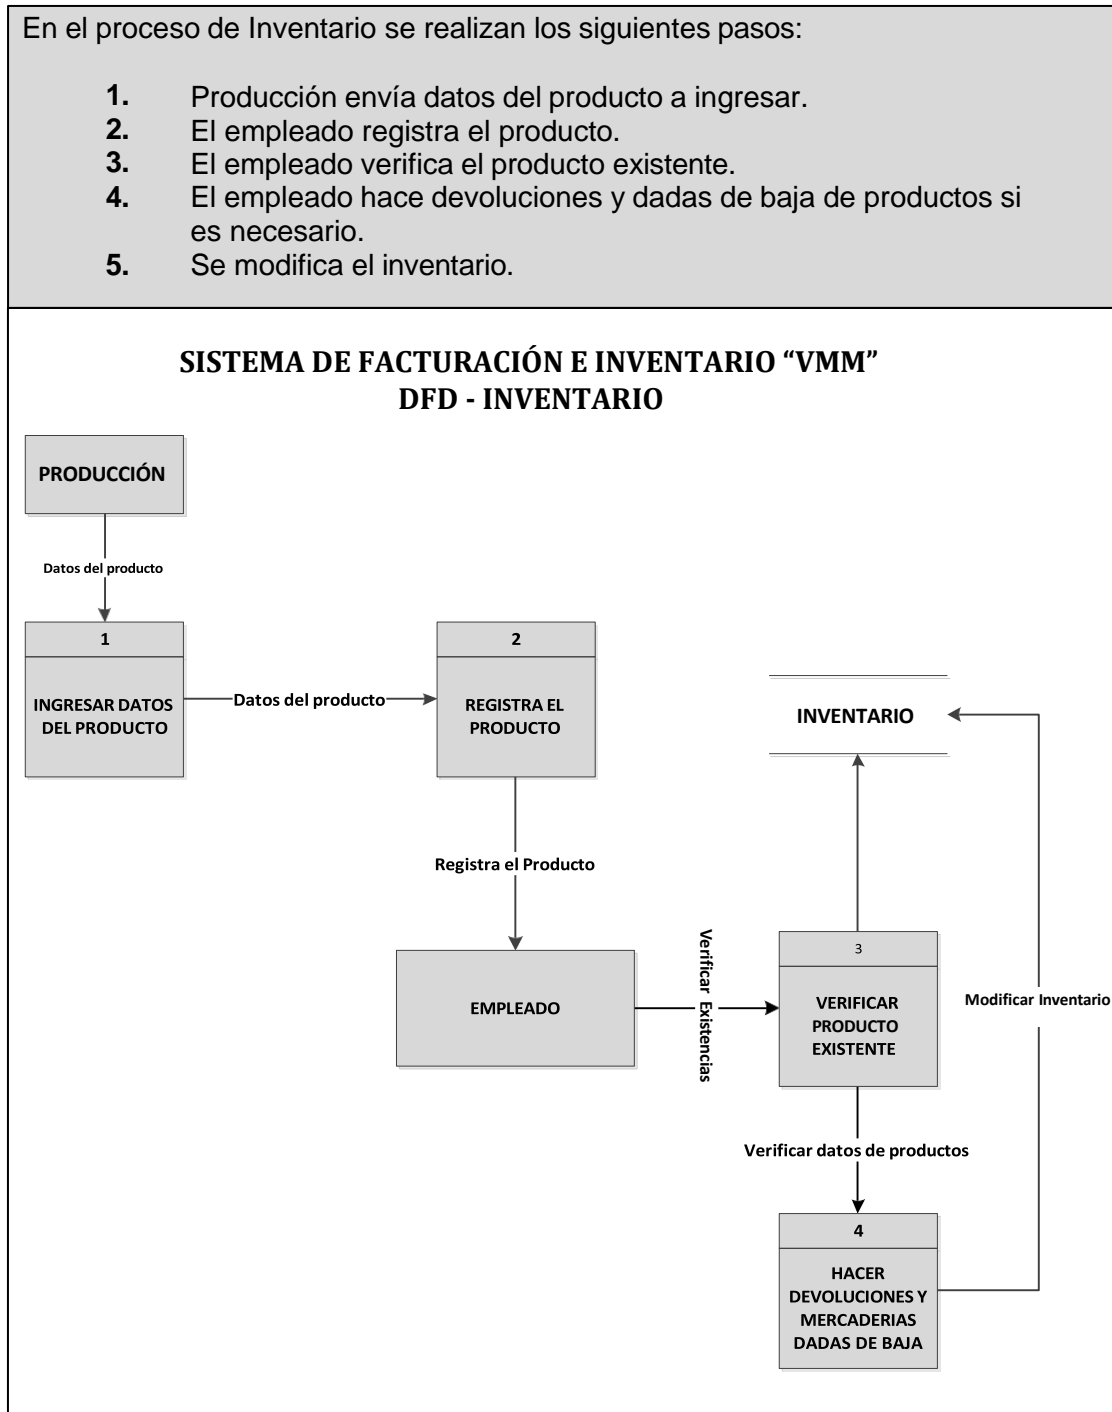 En el proceso de Inventario se realizan los siguientes pasos:
1. Producción envía datos del producto a ingresar.
2. El empleado registra el producto.
3. El empleado verifica el producto existente.
4. El empleado hace devoluciones y dadas de baja de productos si
es necesario.
5. Se modifica el inventario.
SISTEMA DE FACTURACIÓN E INVENTARIO “VMM”
DFD - INVENTARIO
PRODUCCIÓN
Datos del producto
1
INGRESAR DATOS
DEL PRODUCTO
Datos del producto
2
REGISTRA EL
PRODUCTO
INVENTARIO
Registra el Producto
EMPLEADO
Verificar Existencias
3
VERIFICAR
PRODUCTO
EXISTENTE
Modificar Inventario
Verificar datos de productos
4
HACER
DEVOLUCIONES Y
MERCADERIAS
DADAS DE BAJA